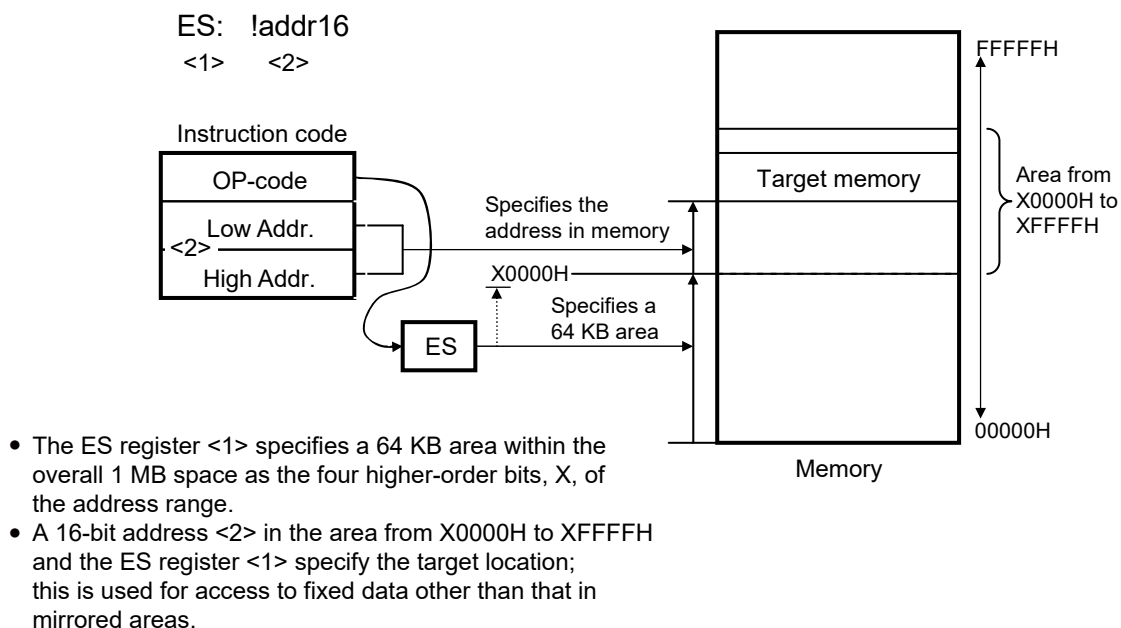 ES: !addr16
<1> <2>
Instruction code
OP-code
Low Addr.
<2>
High Addr.
ES
Specifies the
address in memory
X0000H
Specifies a
64 KB area
FFFFFH
Target memory
Area from
X0000H to
XFFFFH
00000H
Memory
• The ES register <1> specifies a 64 KB area within the
overall 1 MB space as the four higher-order bits, X, of
the address range.
• A 16-bit address <2> in the area from X0000H to XFFFFH
and the ES register <1> specify the target location;
this is used for access to fixed data other than that in
mirrored areas.